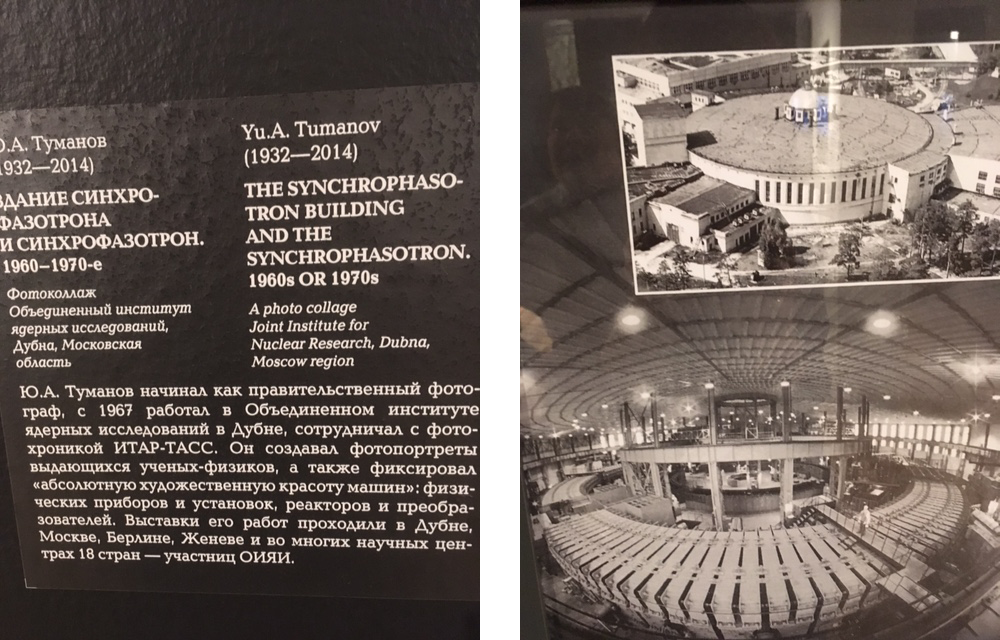 Ю.А. Туманов
(1932—2014)
ЗДАНИЕ СИНХРО-
ФАЗОТРОНА
И СИНХРОФАЗОТРОН.
1960–1970-е
Фотоколлаж
Объединенный институт
ядерных исследований,
Дубна, Московская
область
Yu.A. Tumanov
(1932—2014)
THE SYNCHROPHASO-
TRON BUILDING
AND THE
SYNCHROPHASOTRON.
1960s OR 1970s
A photo collage
Joint Institute for
Nuclear Research, Dubna,
Moscow region
Ю.А. Туманов начинал как правительственный фото-
граф, с 1967 работал в Объединенном институте
ядерных исследований в Дубне, сотрудничал с фото-
хроникой ИТАР-ТАСС. Он создавал фотопортреты
выдающихся ученых-физиков, а также фиксировал
«абсолютную художественную красоту машин»: физи-
ческих приборов и установок, реакторов и преобра-
зователей. Выставки его работ проходили в Дубне,
Москве, Берлине, Женеве и во многих научных цен-
трах 18 стран — участниц ОИЯИ.